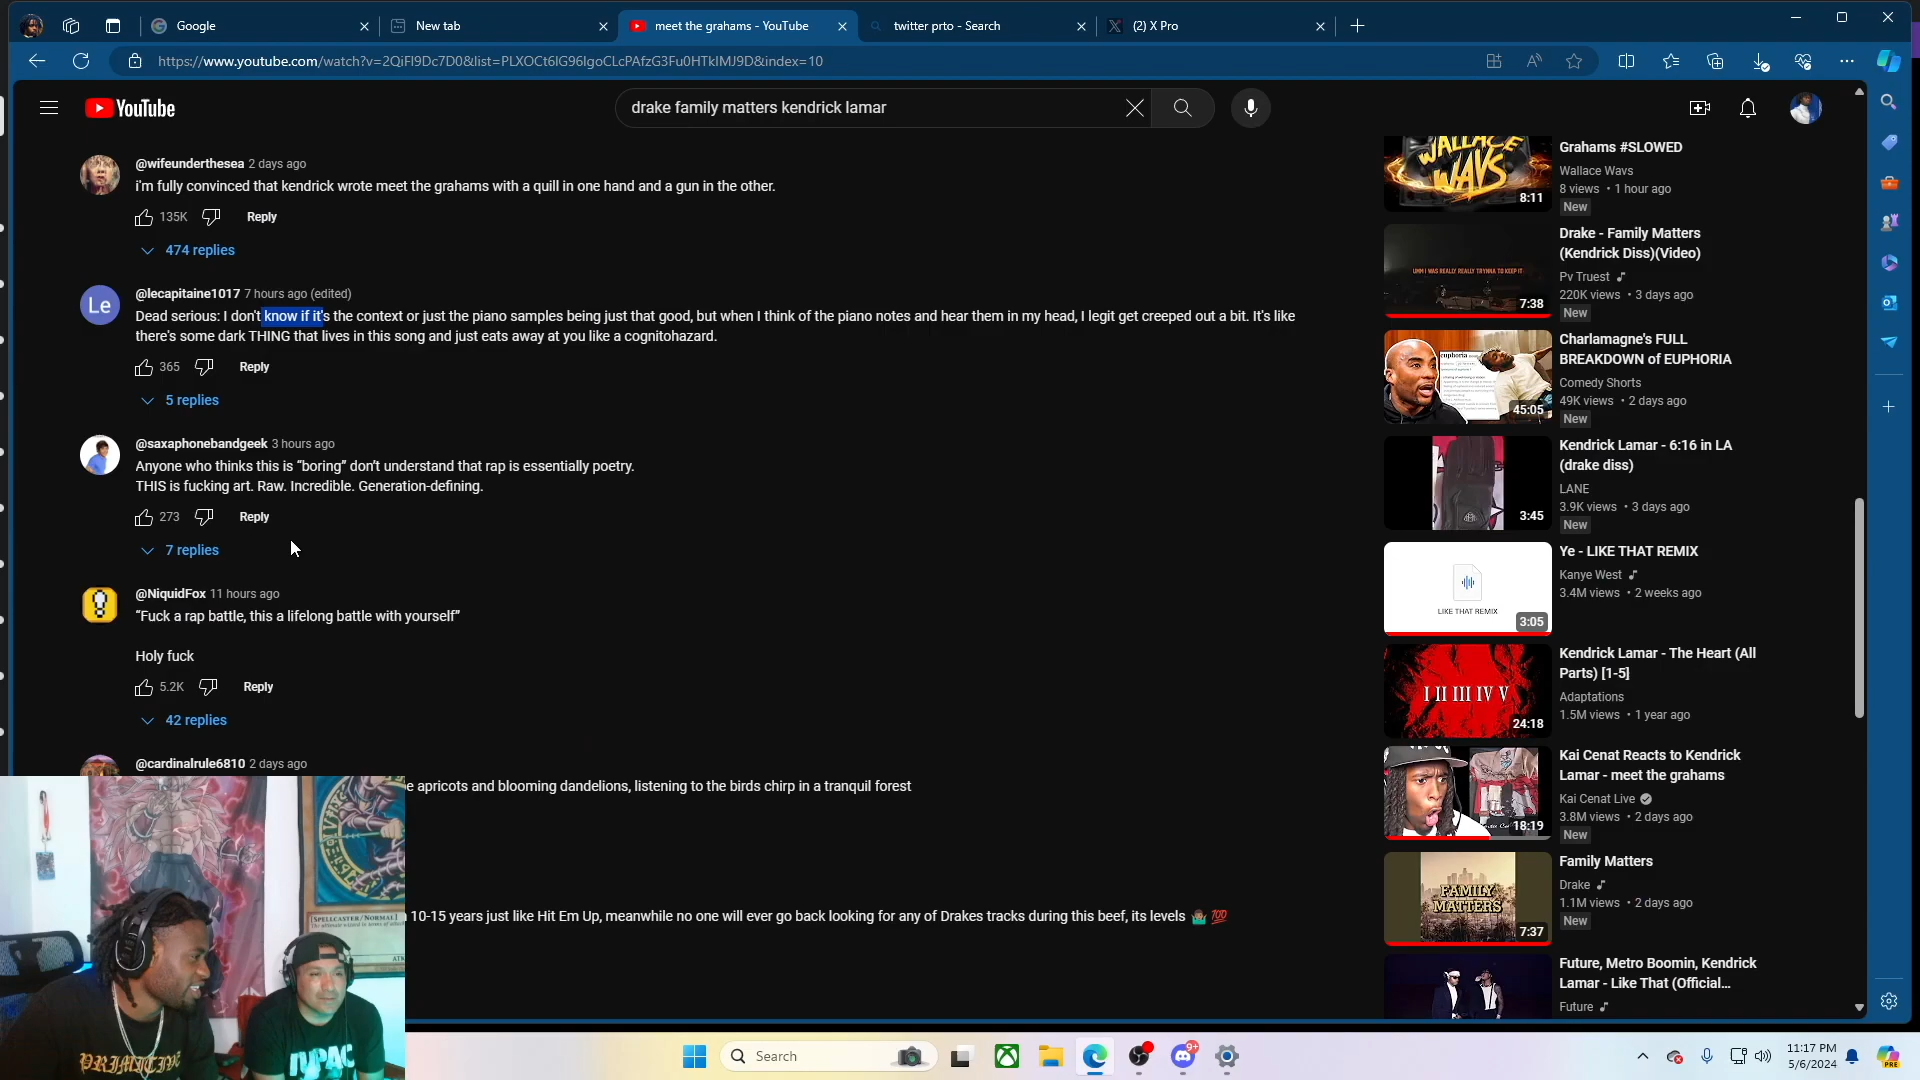 Google
New tab
meet the grahams - YouTube
twitter prto - Search
(2) X Pro
https://www.youtube.com/watch?v=2QiFl9Dc7D0&list=PLXOCt6IG96IgoCLcPAfzG3Fu0HTkIMJ9D&index=10
YouTube
drake family matters kendrick lamar
@wifeunderthesea 2 days ago
i'm fully convinced that kendrick wrote meet the grahams with a quill in one hand and a gun in the other.
135K Reply
474 replies
Le
@lecapitaine1017 7 hours ago (edited)
Dead serious: I don't know if it's the context or just the piano samples being just that good, but when I think of the piano notes and hear them in my head, I legit get creeped out a bit. It's like
there's some dark THING that lives in this song and just eats away at you like a cognitohazard.
365 Reply
5 replies
@saxaphonebandgeek 3 hours ago
Anyone who thinks this is “boring” don't understand that rap is essentially poetry.
THIS is fucking art. Raw. Incredible. Generation-defining.
273 Reply
7 replies
@NiquidFox 11 hours ago
“Fuck a rap battle, this a lifelong battle with yourself”
Holy fuck
5.2K Reply
42 replies
@cardinalrule6810 2 days ago
e apricots and blooming dandelions, listening to the birds chirp in a tranquil forest
10-15 years just like Hit Em Up, meanwhile no one will ever go back looking for any of Drakes tracks during this beef, its levels 🤷🏽‍♂️ 💯
WALLACE
WAVS
8:11
Grahams #SLOWED
Wallace Wavs
8 views • 1 hour ago
New
UMM I WAS REALLY REALLY TRYNNA TO KEEP IT
7:38
Drake - Family Matters
(Kendrick Diss)(Video)
Pv Truest
220K views • 3 days ago
New
euphoria
45:05
Charlamagne's FULL
BREAKDOWN of EUPHORIA
Comedy Shorts
49K views • 2 days ago
New
3:45
Kendrick Lamar - 6:16 in LA
(drake diss)
LANE
3.9K views • 3 days ago
New
LIKE THAT REMIX
3:05
Ye - LIKE THAT REMIX
Kanye West
3.4M views • 2 weeks ago
I II III IV V
24:18
Kendrick Lamar - The Heart (All
Parts) [1-5]
Adaptations
1.5M views • 1 year ago
18:19
Kai Cenat Reacts to Kendrick
Lamar - meet the grahams
Kai Cenat Live
3.8M views • 2 days ago
New
FAMILY
MATTERS
7:37
Family Matters
Drake
1.1M views • 2 days ago
New
Future, Metro Boomin, Kendrick
Lamar - Like That (Official...
Future
[SPELLCASTER/NORMAL]
PRIMITIVE
Search
9+
11:17 PM
5/6/2024
PRE